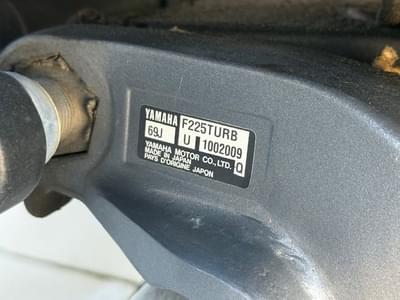 YAMAHA F225TURB
69J U 1002009
YAMAHA MOTOR CO., LTD.
MADE IN JAPAN
PAYS D'ORIGINE JAPON Q